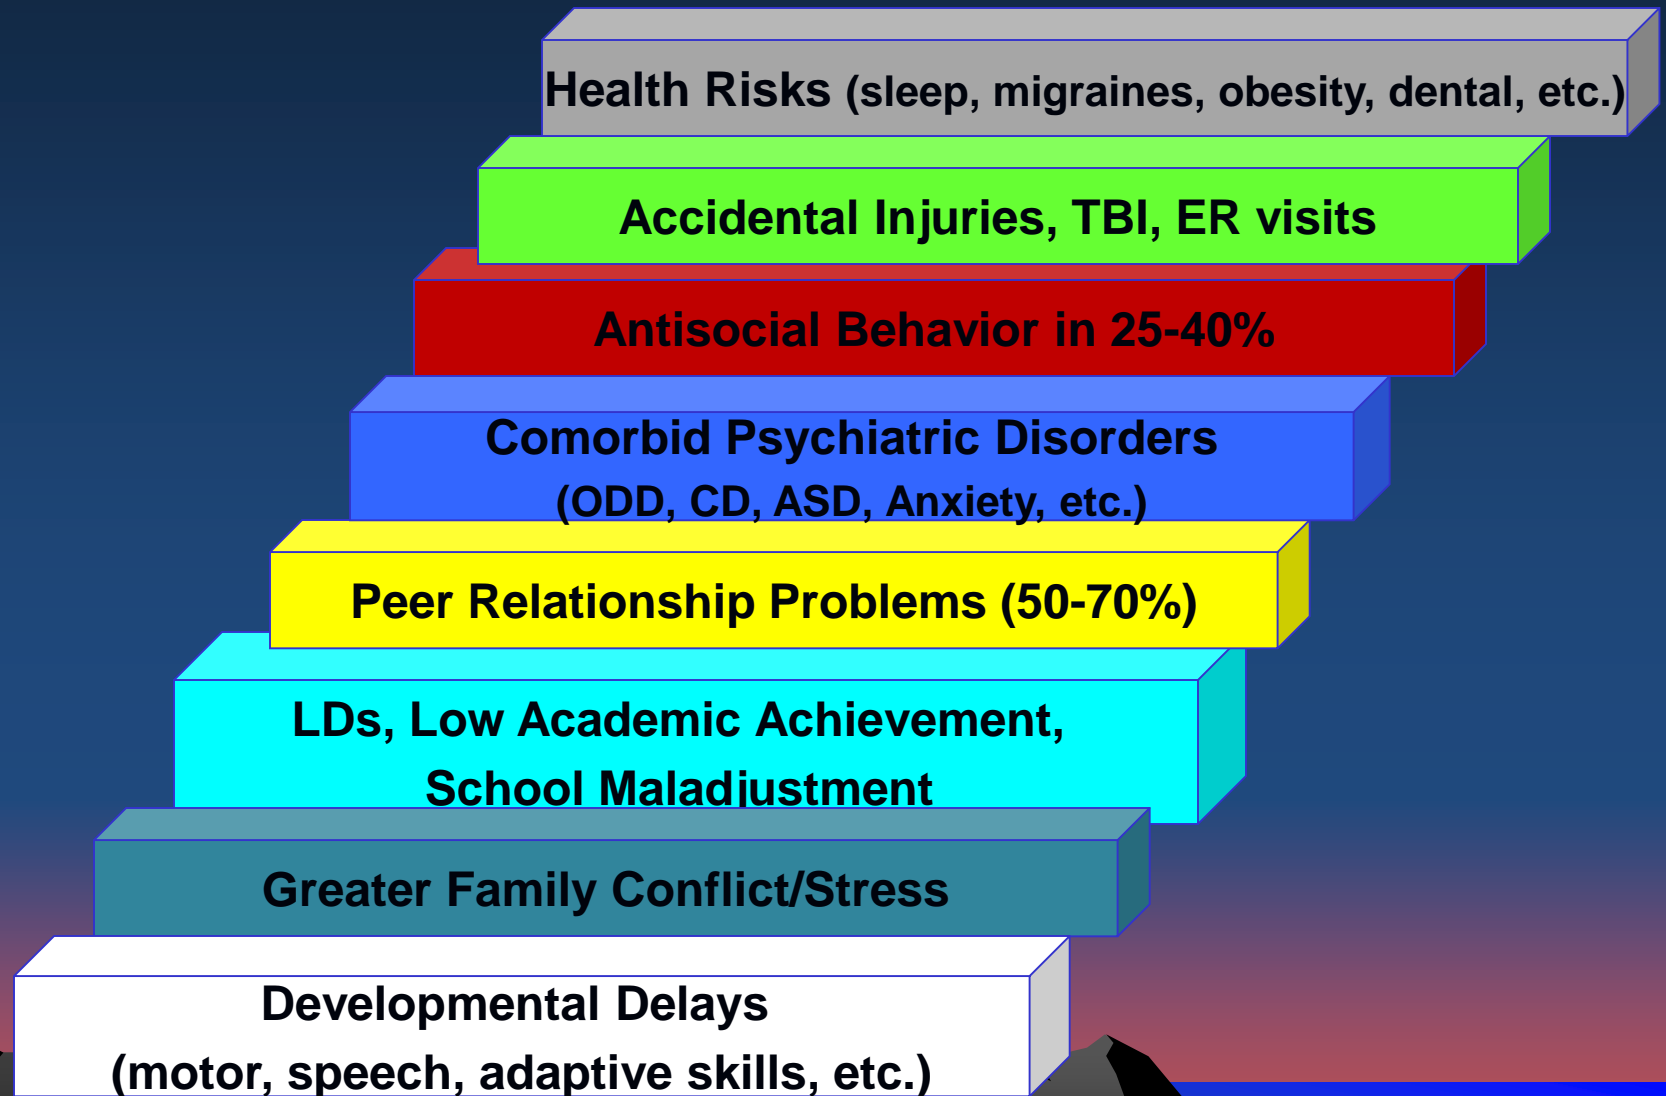 Health Risks (sleep, migraines, obesity, dental, etc.)
Accidental Injuries, TBI, ER visits
Antisocial Behavior in 25-40%
Comorbid Psychiatric Disorders
(ODD, CD, ASD, Anxiety, etc.)
Peer Relationship Problems (50-70%)
LDs, Low Academic Achievement,
School Maladjustment
Greater Family Conflict/Stress
Developmental Delays
(motor, speech, adaptive skills, etc.)